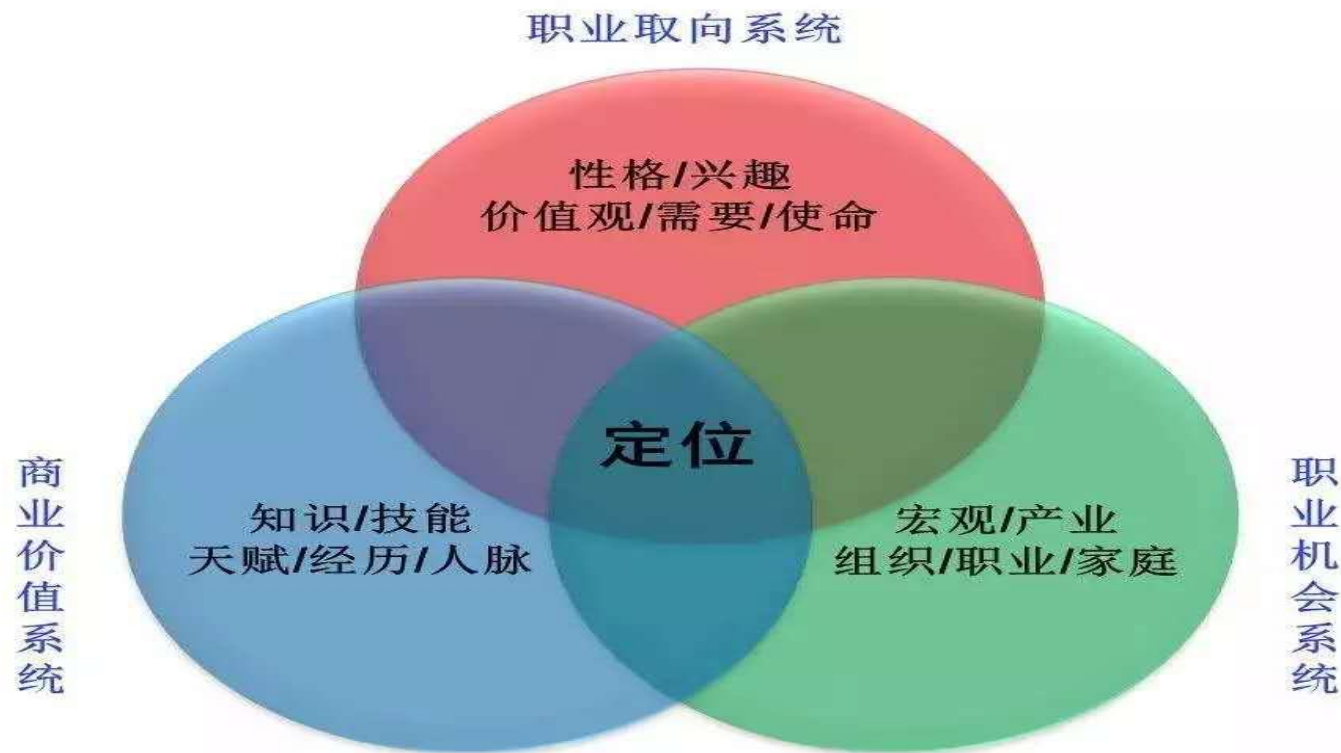 职业取向系统
性格/兴趣
价值观/需要/使命
定位
商业价值系统
知识/技能
天赋/经历/人脉
宏观/产业
组织/职业/家庭
职业机会系统